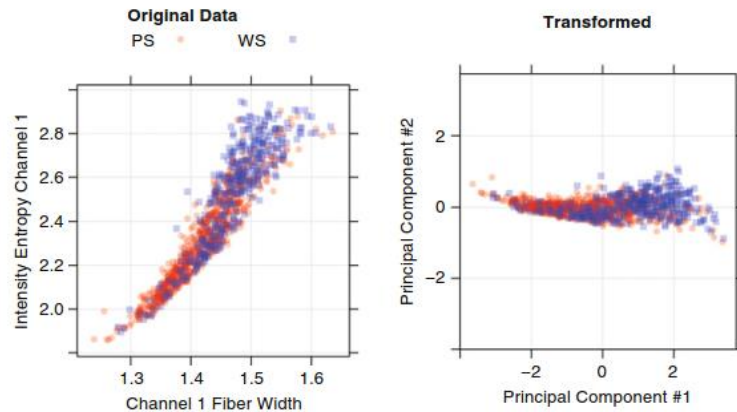 Original Data
PS WS
Transformed
Intensity Entropy Channel 1
2.8
2.6
2.4
2.2
2.0
1.3 1.4 1.5 1.6
Channel 1 Fiber Width
Principal Component #2
2
0
−2
−2 0 2
Principal Component #1